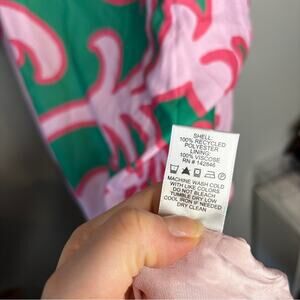 SHELL:
100% RECYCLED
POLYESTER
LINING:
100% VISCOSE
RN # 142846
MACHINE WASH COLD
WITH LIKE COLORS
DO NOT BLEACH
TUMBLE DRY LOW
COOL IRON IF NEEDED
DRY CLEAN